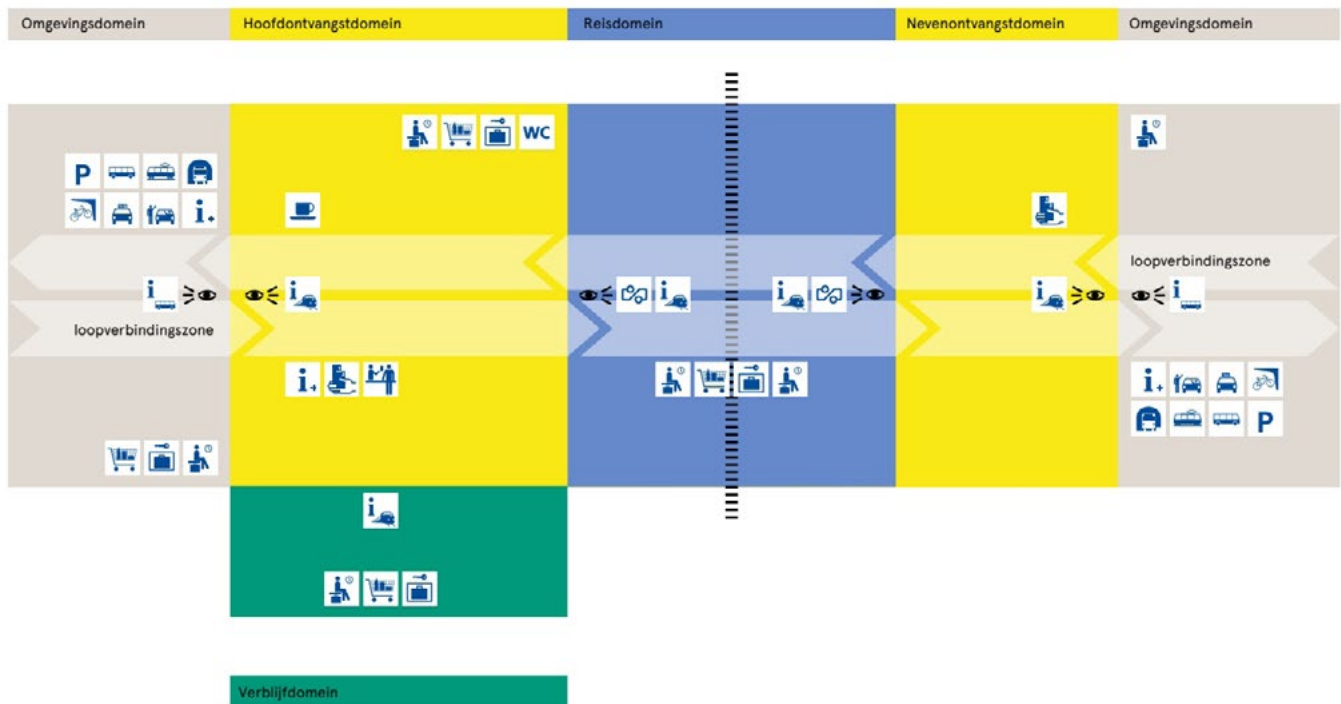 Omgevingsdomein
Hoofdontvangstdomein
Reisdomein
Nevenontvangstdomein
Omgevingsdomein
WC
P
i+
loopverbindingszone
i
i
i
i
i
i
loopverbindingszone
i+
i+
P
i
Verblijfdomein